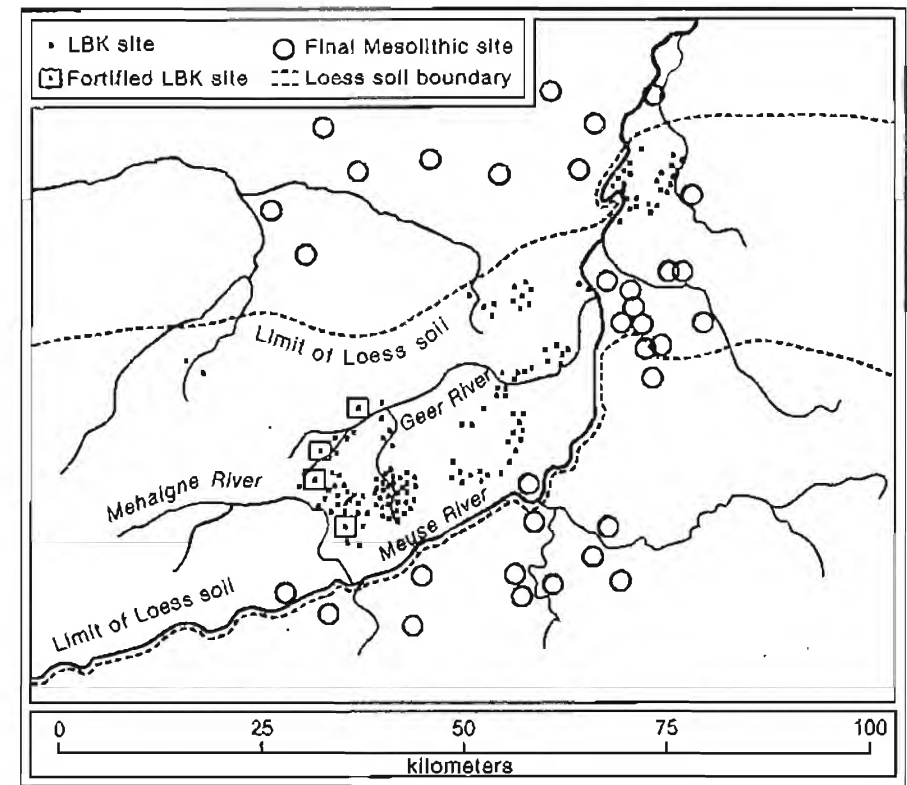 LBK site
Final Mesolithic site
Fortified LBK site
Loess soil boundary
Limit of Loess soil
Geer River
Mehaigne River
Meuse River
Limit of Loess soil
0 25 50 75 100
kilometers